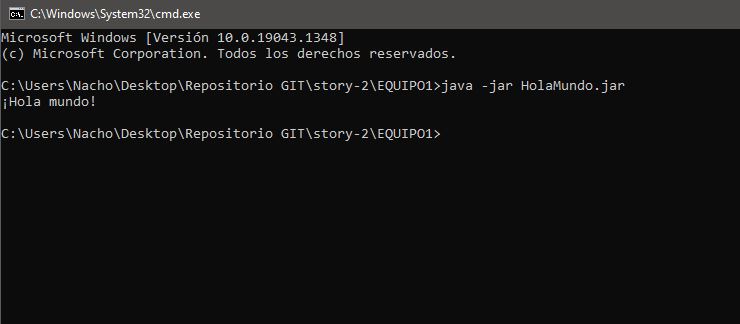 C:\Windows\System32\cmd.exe
Microsoft Windows [Versión 10.0.19043.1348]
(c) Microsoft Corporation. Todos los derechos reservados.
C:\Users\Nacho\Desktop\Repositorio GIT\story-2\EQUIPO1>java -jar HolaMundo.jar
¡Hola mundo!
C:\Users\Nacho\Desktop\Repositorio GIT\story-2\EQUIPO1>